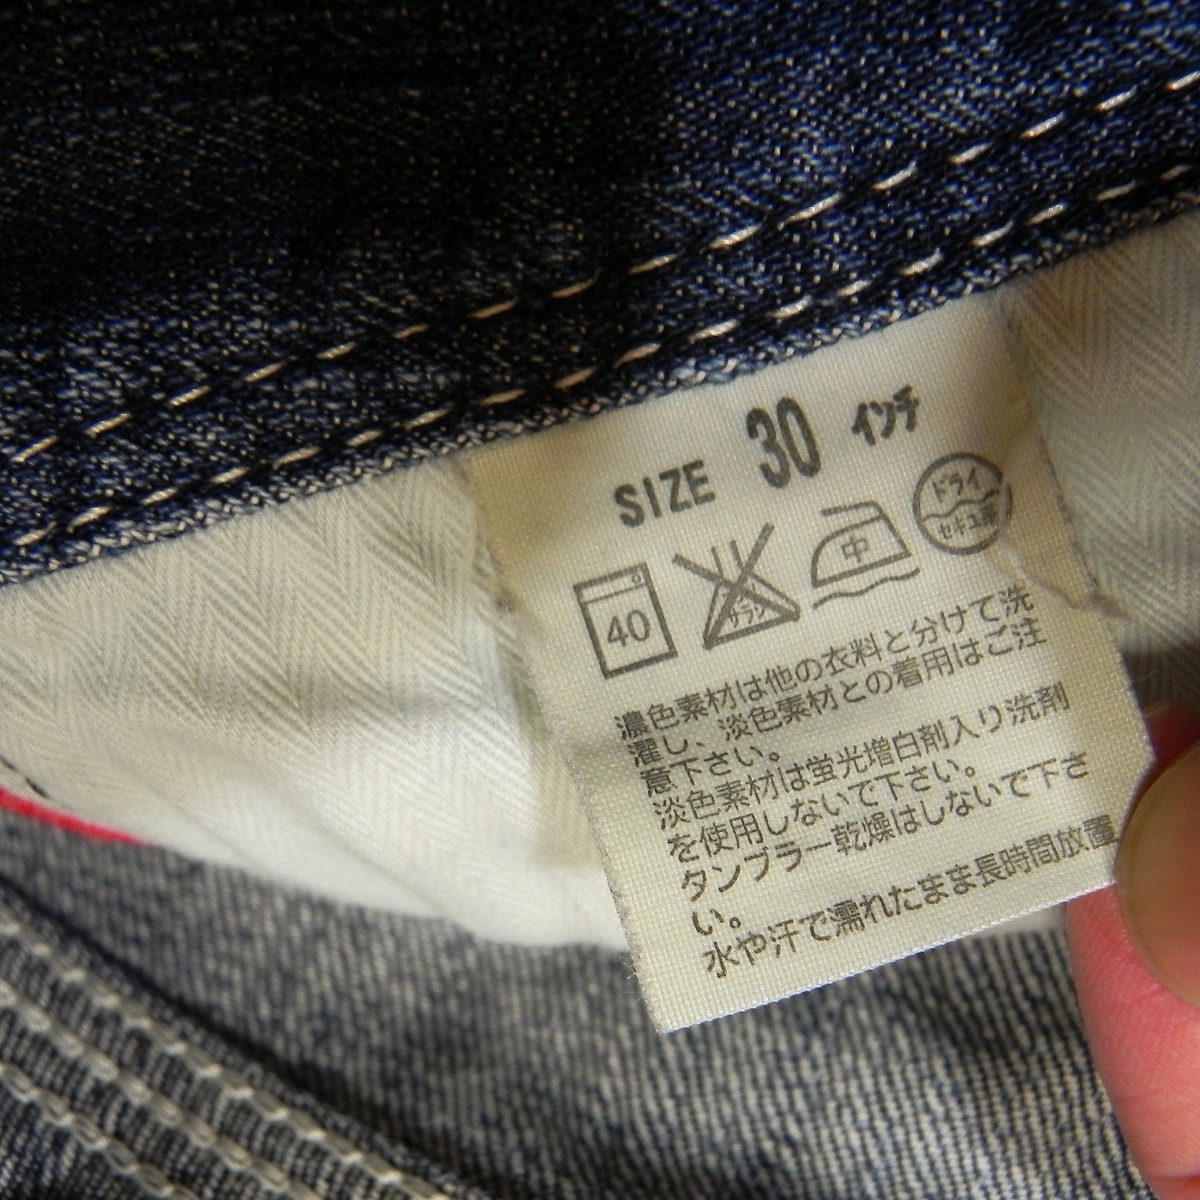 SIZE 30 インチ
40 エンソサラシ 中 ドライ セキユ系
濃色素材は他の衣料と分けて洗
濯し、淡色素材との着用はご注
意下さい。
淡色素材は蛍光増白剤入り洗剤
を使用しないで下さい。
タンブラー乾燥はしないで下さ
い。
水や汗で濡れたまま長時間放置